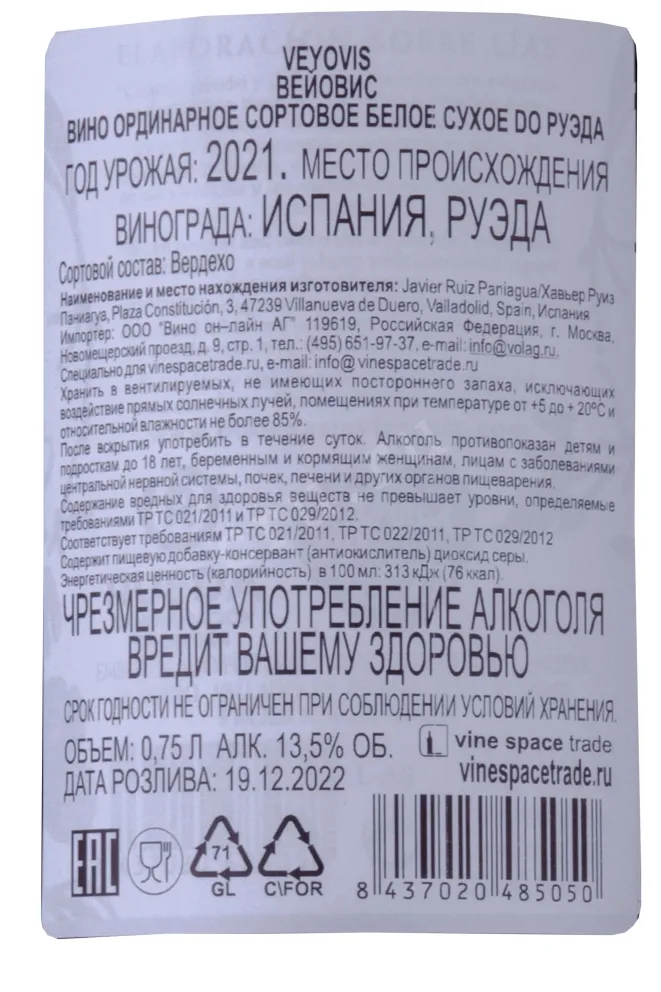 ELABORACIÓN SOBRE LÍAS
VEYOVIS
ВЕЙОВИС
ВИНО ОРДИНАРНОЕ СОРТОВОЕ БЕЛОЕ СУХОЕ DO РУЭДА
ГОД УРОЖАЯ: 2021. МЕСТО ПРОИСХОЖДЕНИЯ
ВИНОГРАДА: ИСПАНИЯ, РУЭДА
Сортовой состав: Вердехо
Наименование и место нахождения изготовителя: Javier Ruiz Paniagua/Хавьер Руиз
Паниагуа, Plaza Constitución, 3, 47239 Villanueva de Duero, Valladolid, Spain, Испания
Импортер: ООО "Вино он–лайн АГ" 119619, Российская Федерация, г. Москва,
Новомещерский проезд, д. 9, стр. 1, тел.: (495) 651-97-37. e-mail: info@volag.ru.
Специально для vinespacetrade.ru, e-mail: info@ vinespacetrade.ru
Хранить в вентилируемых, не имеющих постороннего запаха, исключающих
воздействие прямых солнечных лучей, помещениях при температуре от +5 до + 20ºС и
относительной влажности не более 85%.
После вскрытия употребить в течение суток. Алкоголь противопоказан детям и
подросткам до 18 лет, беременным и кормящим женщинам, лицам с заболеваниями
центральной нервной системы, почек, печени и других органов пищеварения.
Содержание вредных для здоровья веществ не превышает уровни, определяемые
требованиями ТР ТС 021/2011 и ТР ТС 029/2012.
Соответствует требованиям ТР ТС 021/2011, ТР ТС 022/2011, ТР ТС 029/2012
Содержит пищевую добавку-консервант (антиокислитель) диоксид серы.
Энергетическая ценность (калорийность) в 100 мл: 313 кДж (76 ккал).
ЧРЕЗМЕРНОЕ УПОТРЕБЛЕНИЕ АЛКОГОЛЯ
ВРЕДИТ ВАШЕМУ ЗДОРОВЬЮ
СРОК ГОДНОСТИ НЕ ОГРАНИЧЕН ПРИ СОБЛЮДЕНИИ УСЛОВИЙ ХРАНЕНИЯ.
ОБЪЕМ: 0,75 Л АЛК. 13,5% ОБ. vine space trade
ДАТА РОЗЛИВА: 19.12.2022 vinespacetrade.ru
EAC 71 GL C\FOR 8 437020 485050